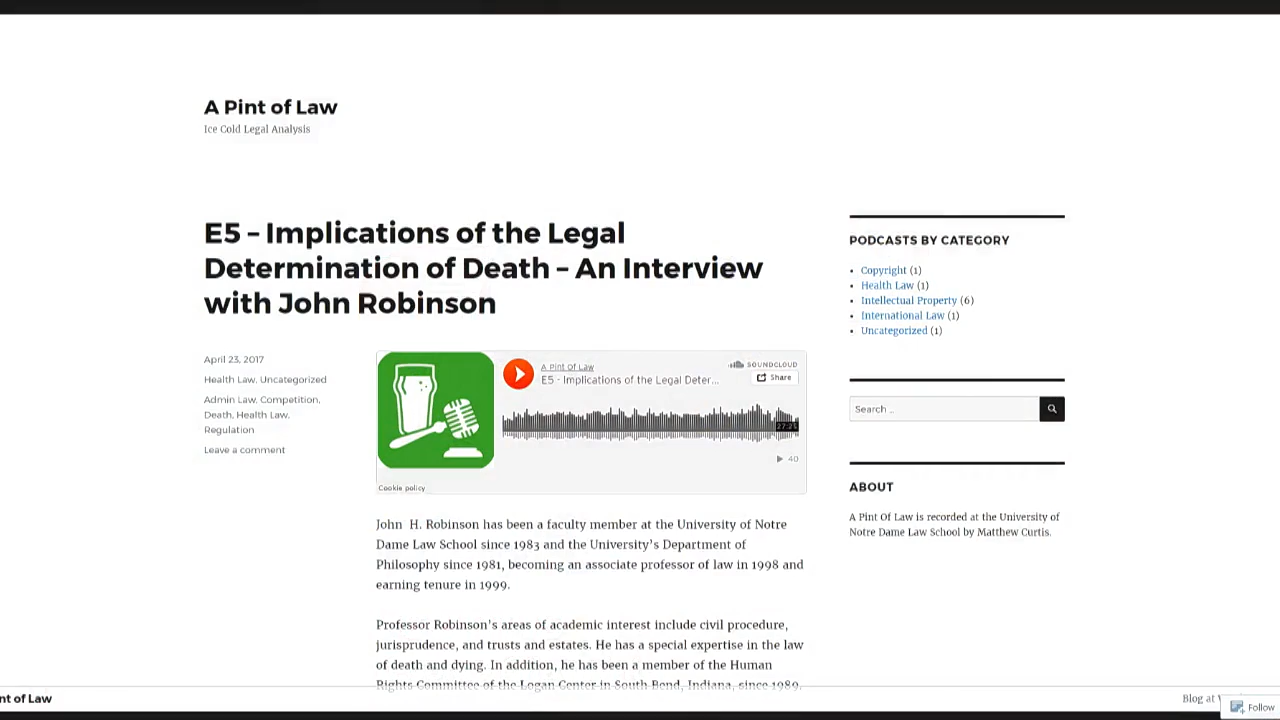 A Pint of Law
Ice Cold Legal Analysis
E5 – Implications of the Legal
Determination of Death – An Interview
with John Robinson
April 23, 2017
Health Law, Uncategorized
Admin Law, Competition,
Death, Health Law,
Regulation
Leave a comment
A Pint of Law
E5 - Implications of the Legal Deter...
SOUNDCLOUD
Share
27:25
40
Cookie policy
John H. Robinson has been a faculty member at the University of Notre
Dame Law School since 1983 and the University's Department of
Philosophy since 1981, becoming an associate professor of law in 1998 and
earning tenure in 1999.
Professor Robinson's areas of academic interest include civil procedure,
jurisprudence, and trusts and estates. He has a special expertise in the law
of death and dying. In addition, he has been a member of the Human
Rights Committee of the Logan Center in South Bend, Indiana, since 1989.
PODCASTS BY CATEGORY
Copyright (1)
Health Law (1)
Intellectual Property (6)
International Law (1)
Uncategorized (1)
Search ...
ABOUT
A Pint Of Law is recorded at the University of
Notre Dame Law School by Matthew Curtis.
nt of Law
Blog at
Follow